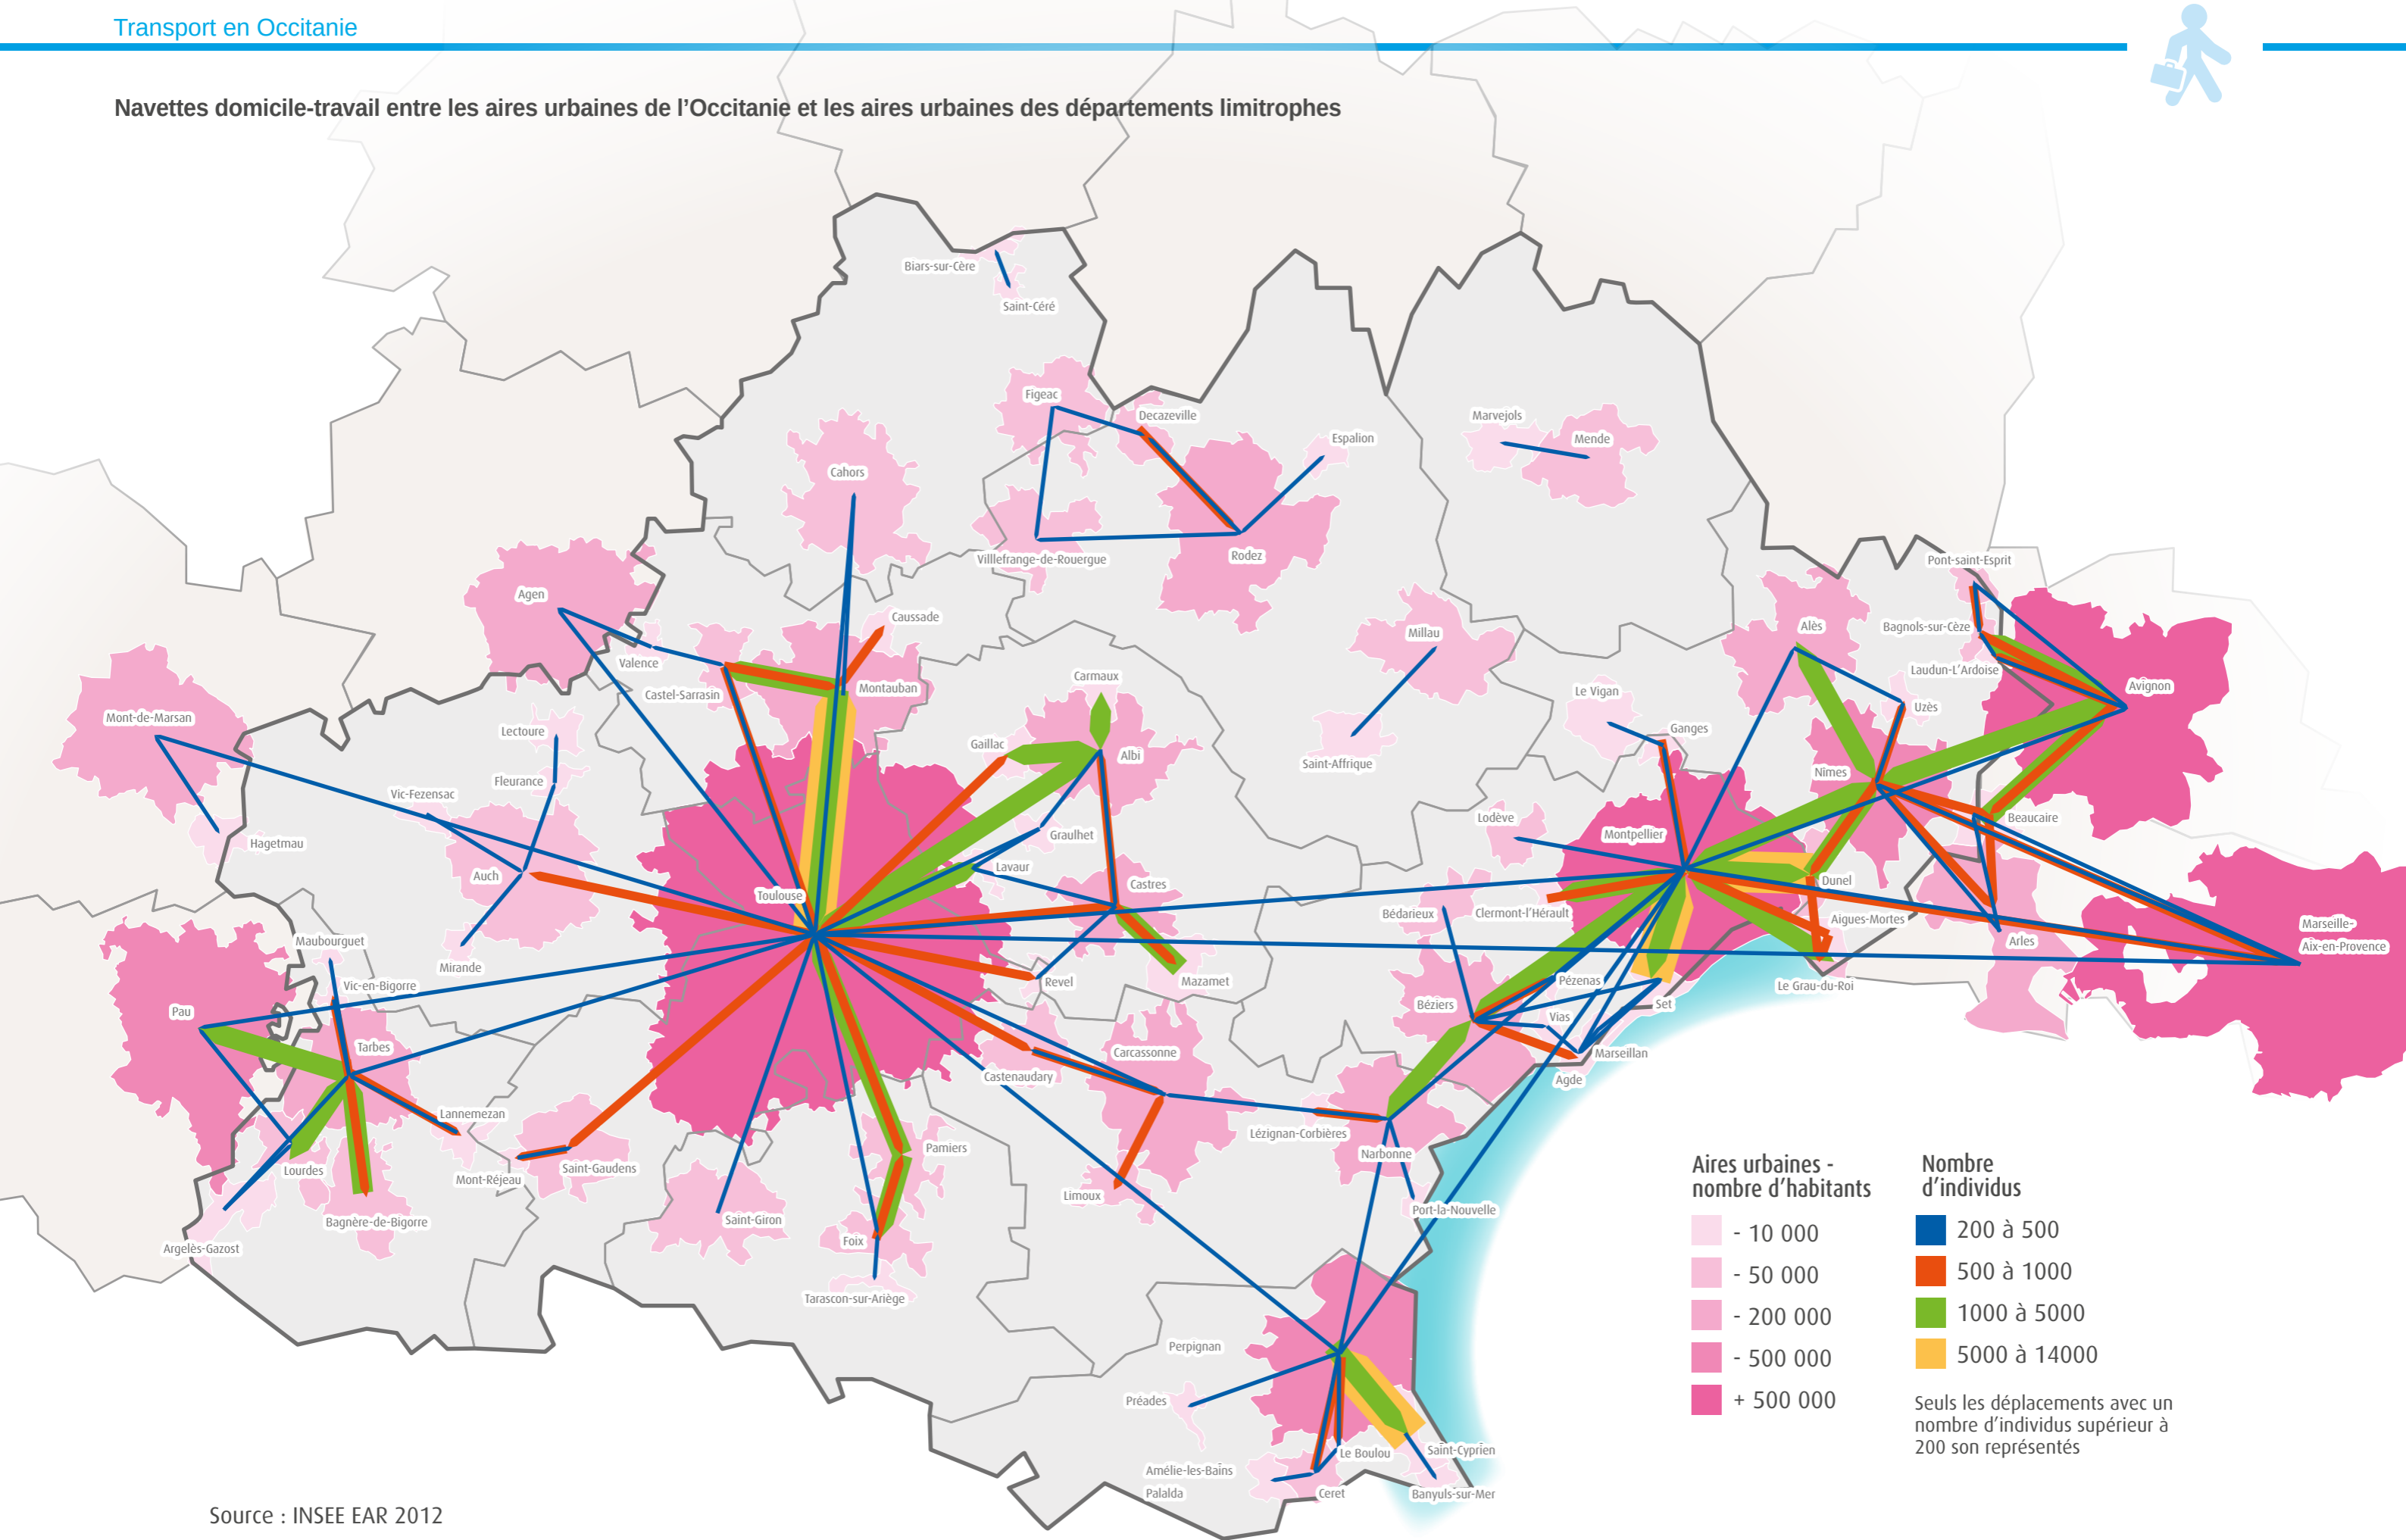 Transport en Occitanie
Navettes domicile-travail entre les aires urbaines de l’Occitanie et les aires urbaines des départements limitrophes
Biars-sur-Cère
Saint-Céré
Figeac
Decazeville
Espalion
Marvejols
Mende
Cahors
Villlefrange-de-Rouergue
Rodez
Pont-saint-Esprit
Agen
Caussade
Millau
Alès
Bagnols-sur-Cèze
Valence
Laudun-L’Ardoise
Castel-Sarrasin
Montauban
Carmaux
Le Vigan
Avignon
Mont-de-Marsan
Uzès
Lectoure
Gaillac
Albi
Saint-Affrique
Ganges
Fleurance
Nîmes
Vic-Fezensac
Lodève
Beaucaire
Hagetmau
Graulhet
Montpellier
Auch
Lavaur
Toulouse
Castres
Dunel
Bédarieux
Clermont-l’Hérault
Aigues-Mortes
Marseille-
Aix-en-Provence
Maubourguet
Arles
Mirande
Vic-en-Bigorre
Revel
Mazamet
Pézenas
Le Grau-du-Roi
Pau
Béziers
Set
Vias
Tarbes
Carcassonne
Marseillan
Castenaudary
Agde
Lannemezan
Lézignan-Corbières
Pamiers
Narbonne
Lourdes
Saint-Gaudens
Mont-Réjeau
Limoux
Port-la-Nouvelle
Bagnère-de-Bigorre
Saint-Giron
Foix
Argelès-Gazost
Tarascon-sur-Ariège
Perpignan
Préades
Le Boulou
Saint-Cyprien
Amélie-les-Bains
Palalda
Ceret
Banyuls-sur-Mer
Aires urbaines -
nombre d’habitants
- 10 000
- 50 000
- 200 000
- 500 000
+ 500 000
Nombre
d’individus
200 à 500
500 à 1000
1000 à 5000
5000 à 14000
Seuls les déplacements avec un
nombre d’individus supérieur à
200 son représentés
Source : INSEE EAR 2012